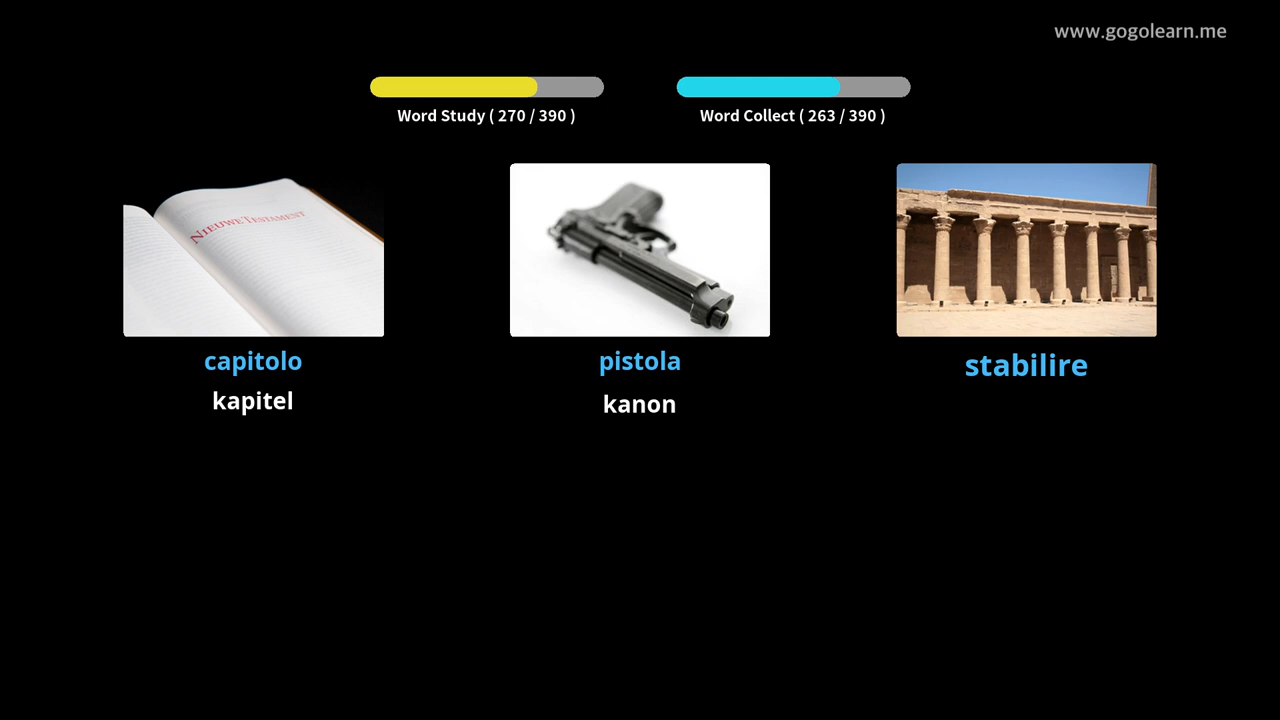 www.gogolearn.me
Word Study ( 270 / 390 )
Word Collect ( 263 / 390 )
NIEUWE TESTAMENT
capitolo
pistola
stabilire
kapitel
kanon